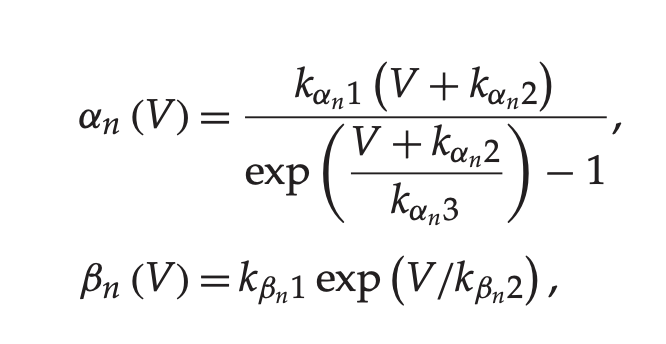 αₙ (V) = k_{αₙ1} (V + k_{αₙ2}) / (exp ((V + k_{αₙ2}) / k_{αₙ3}) − 1),
βₙ (V) = k_{βₙ1} exp (V/k_{βₙ2}),